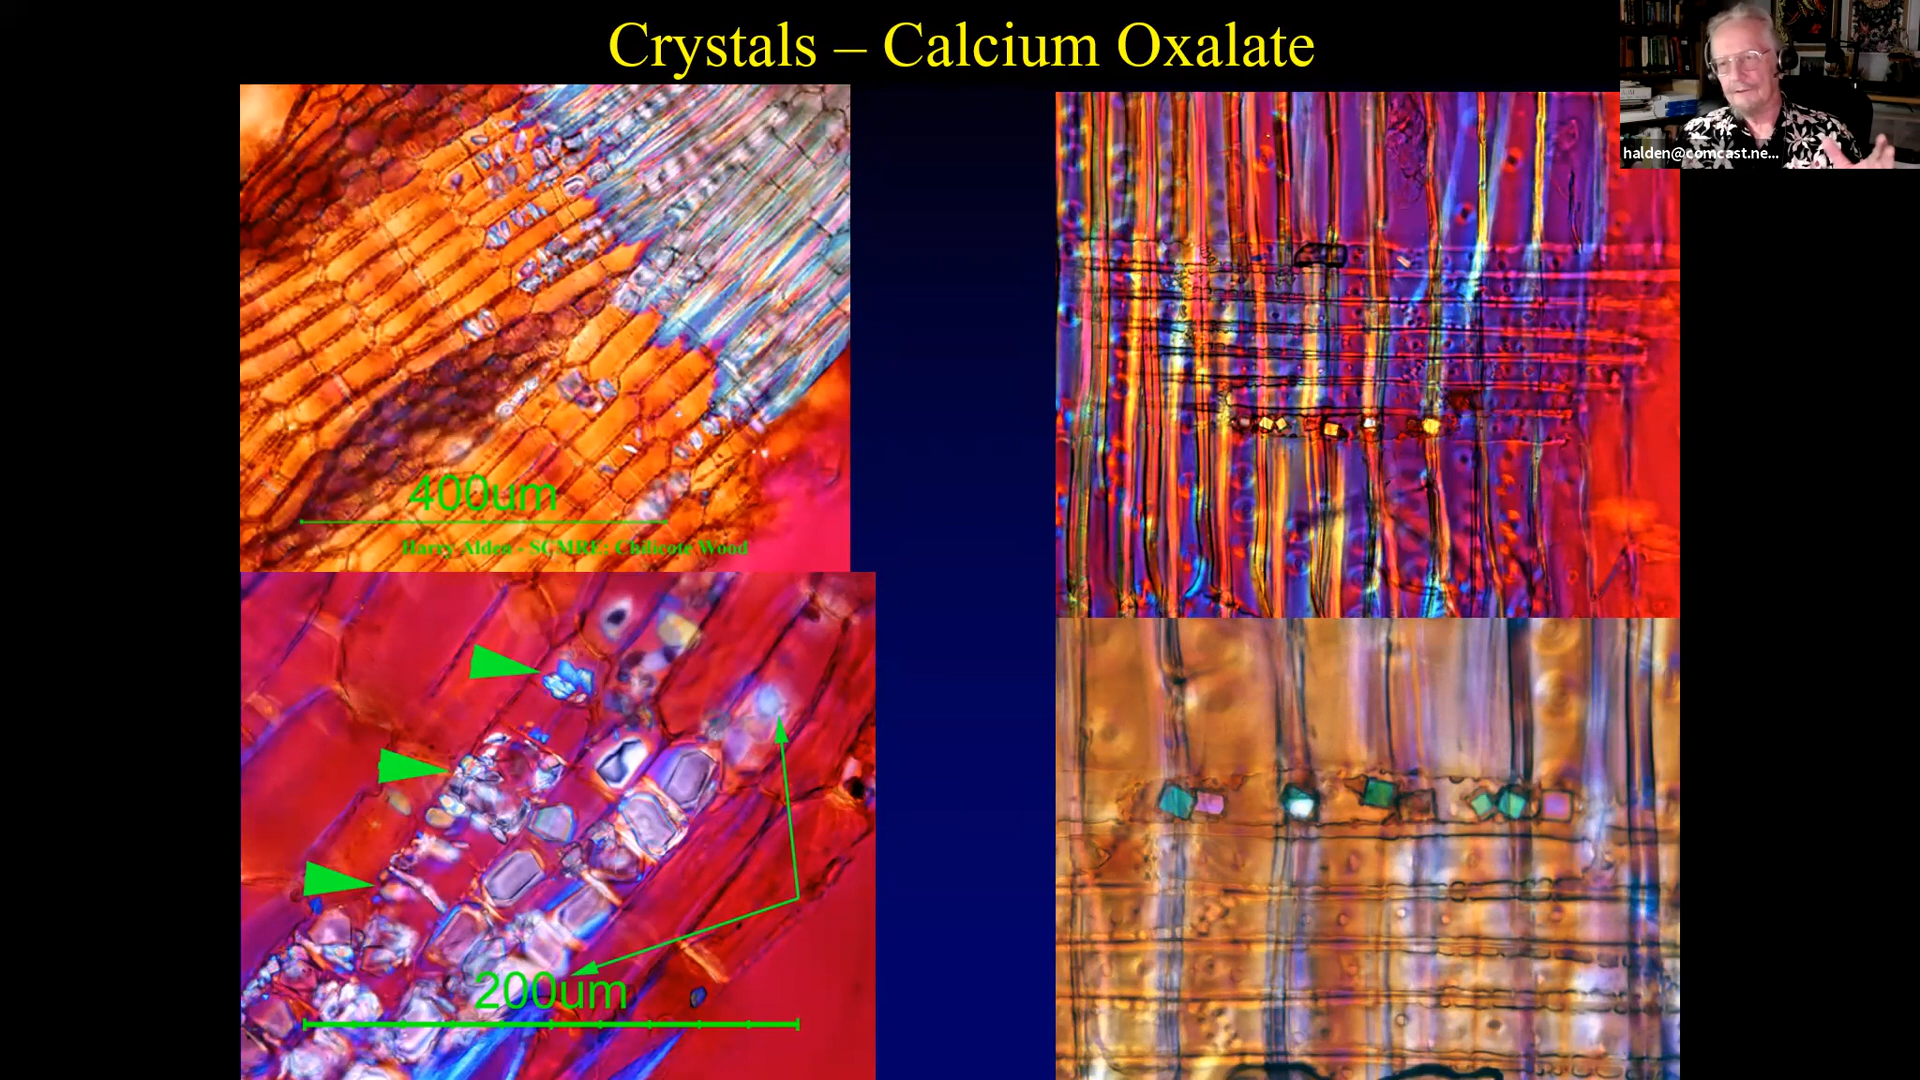 Crystals – Calcium Oxalate
halden@comcast.ne...
400um
Harry Alden - SCMRE; Chilicote Wood
200um